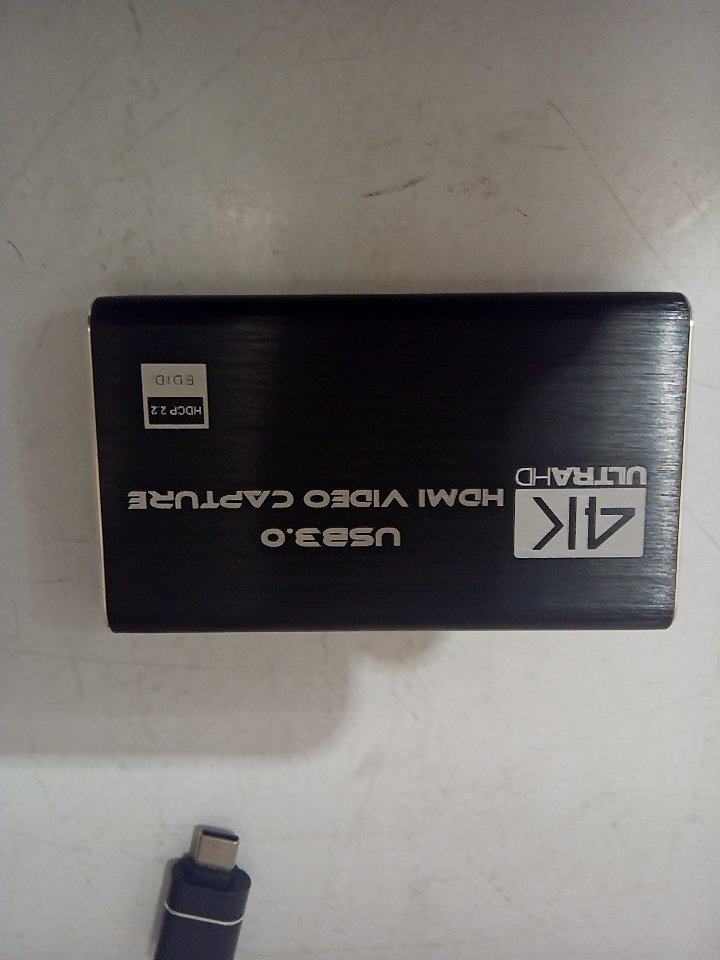 4K
ULTRAHD
USB3.0
HDMI VIDEO CAPTURE
HDCP 2.2
EDID